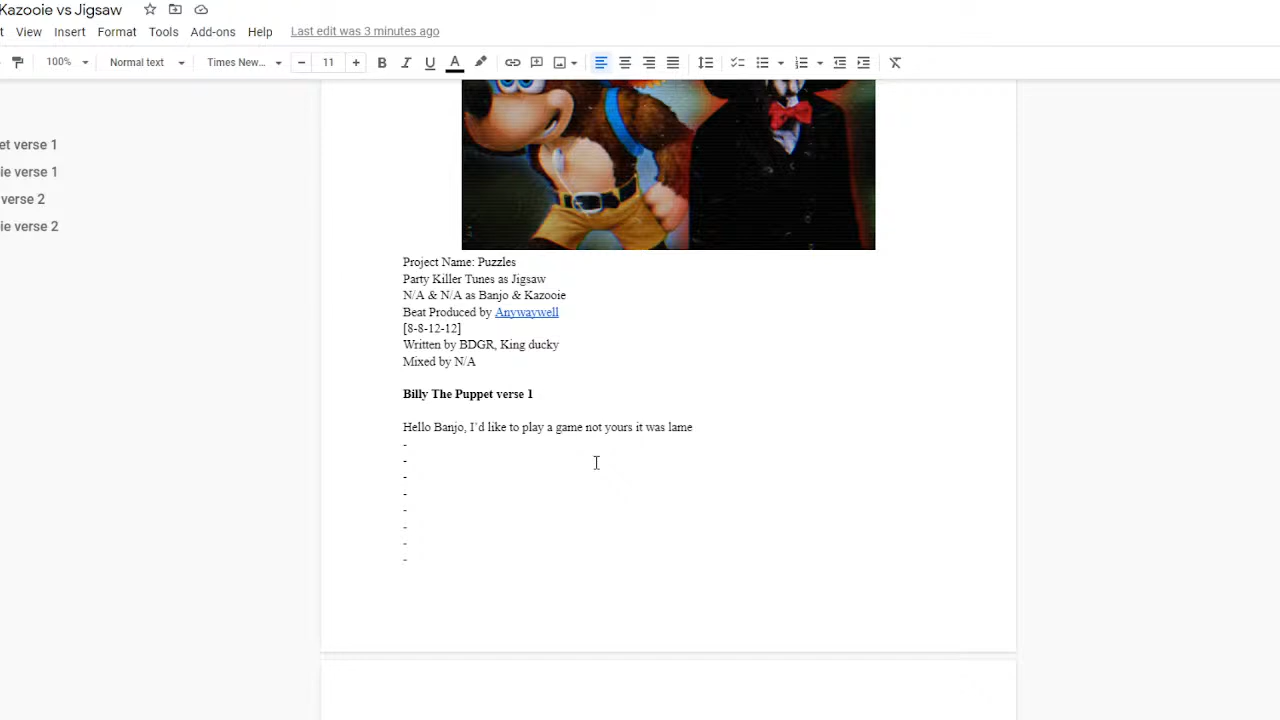 Kazooie vs Jigsaw
t View Insert Format Tools Add-ons Help Last edit was 3 minutes ago
100% Normal text Times New... − 11 + B I U A
et verse 1
ie verse 1
verse 2
ie verse 2
Project Name: Puzzles
Party Killer Tunes as Jigsaw
N/A & N/A as Banjo & Kazooie
Beat Produced by Anywaywell
[8-8-12-12]
Written by BDGR, King ducky
Mixed by N/A
Billy The Puppet verse 1
Hello Banjo, I'd like to play a game not yours it was lame
-
-
-
-
-
-
-
-